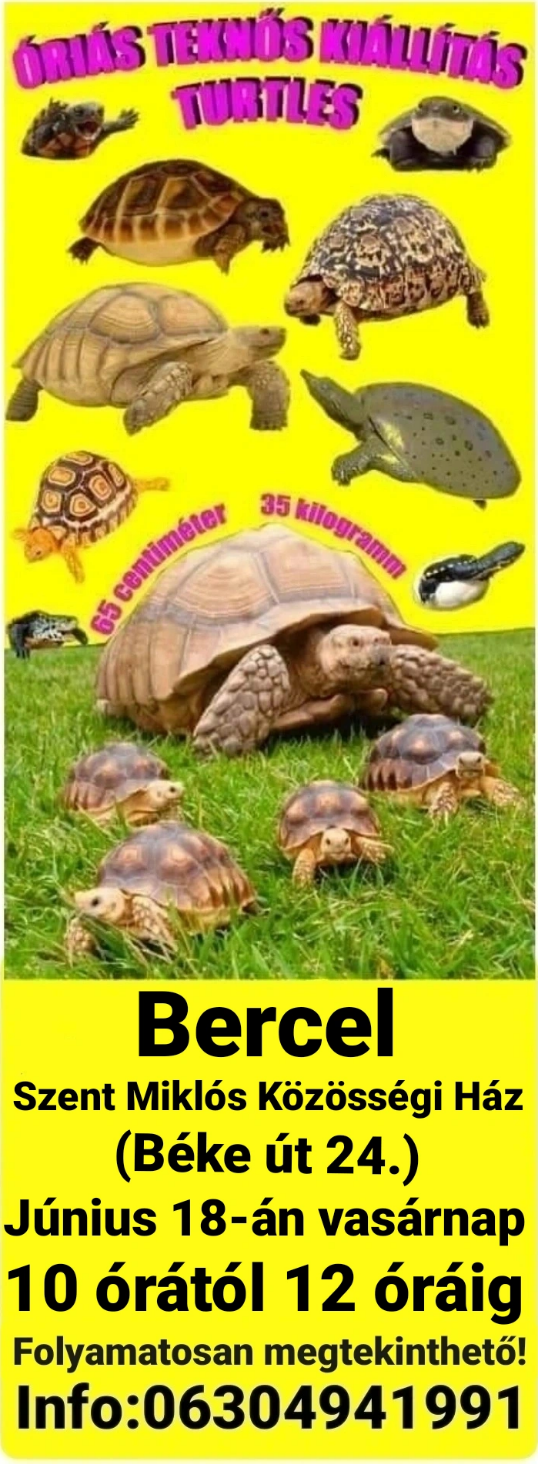 ÓRIÁS TEKNŐS KIÁLLÍTÁS
TURTLES
65 centiméter
35 kilogramm
Bercel
Szent Miklós Közösségi Ház
(Béke út 24.)
Június 18-án vasárnap
10 órától 12 óráig
Folyamatosan megtekinthető!
Info:06304941991